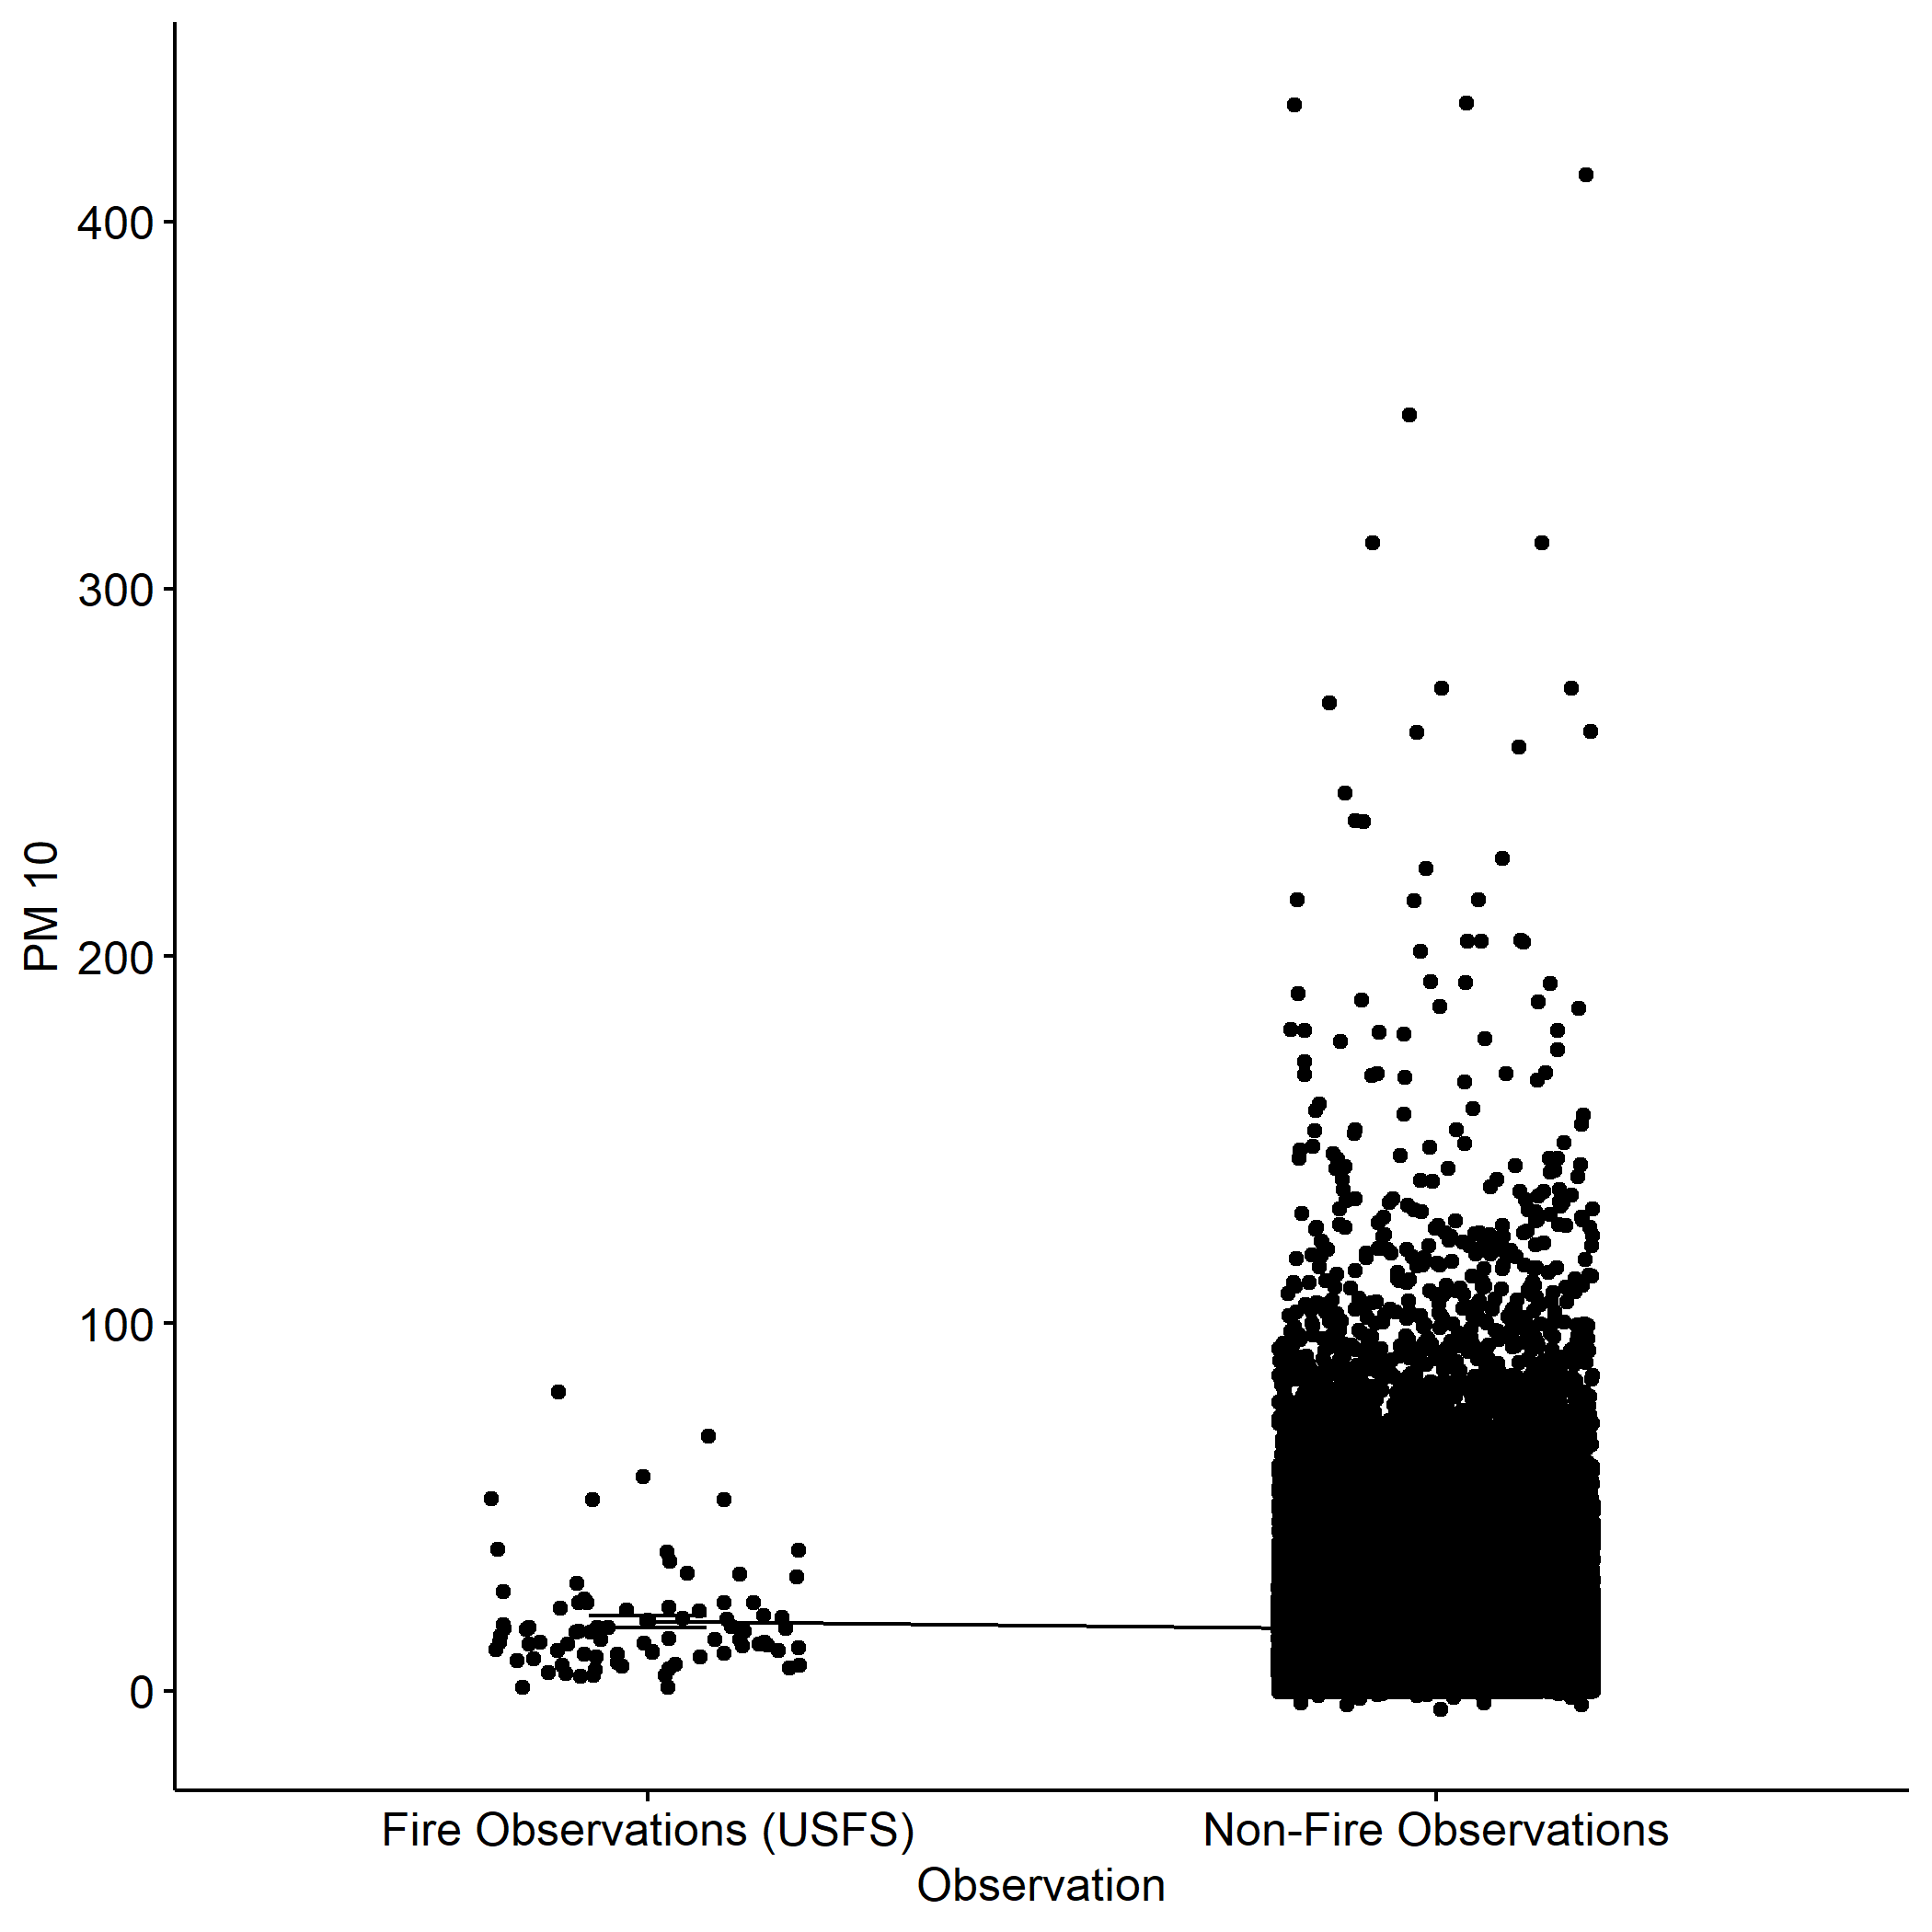 400
300
200
100
0
PM 10
Fire Observations (USFS)
Non-Fire Observations
Observation